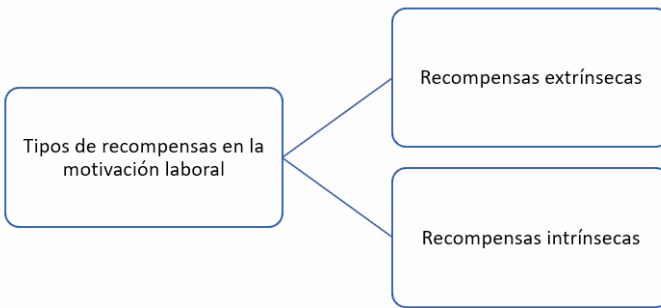 Tipos de recompensas en la
motivación laboral
Recompensas extrínsecas
Recompensas intrínsecas